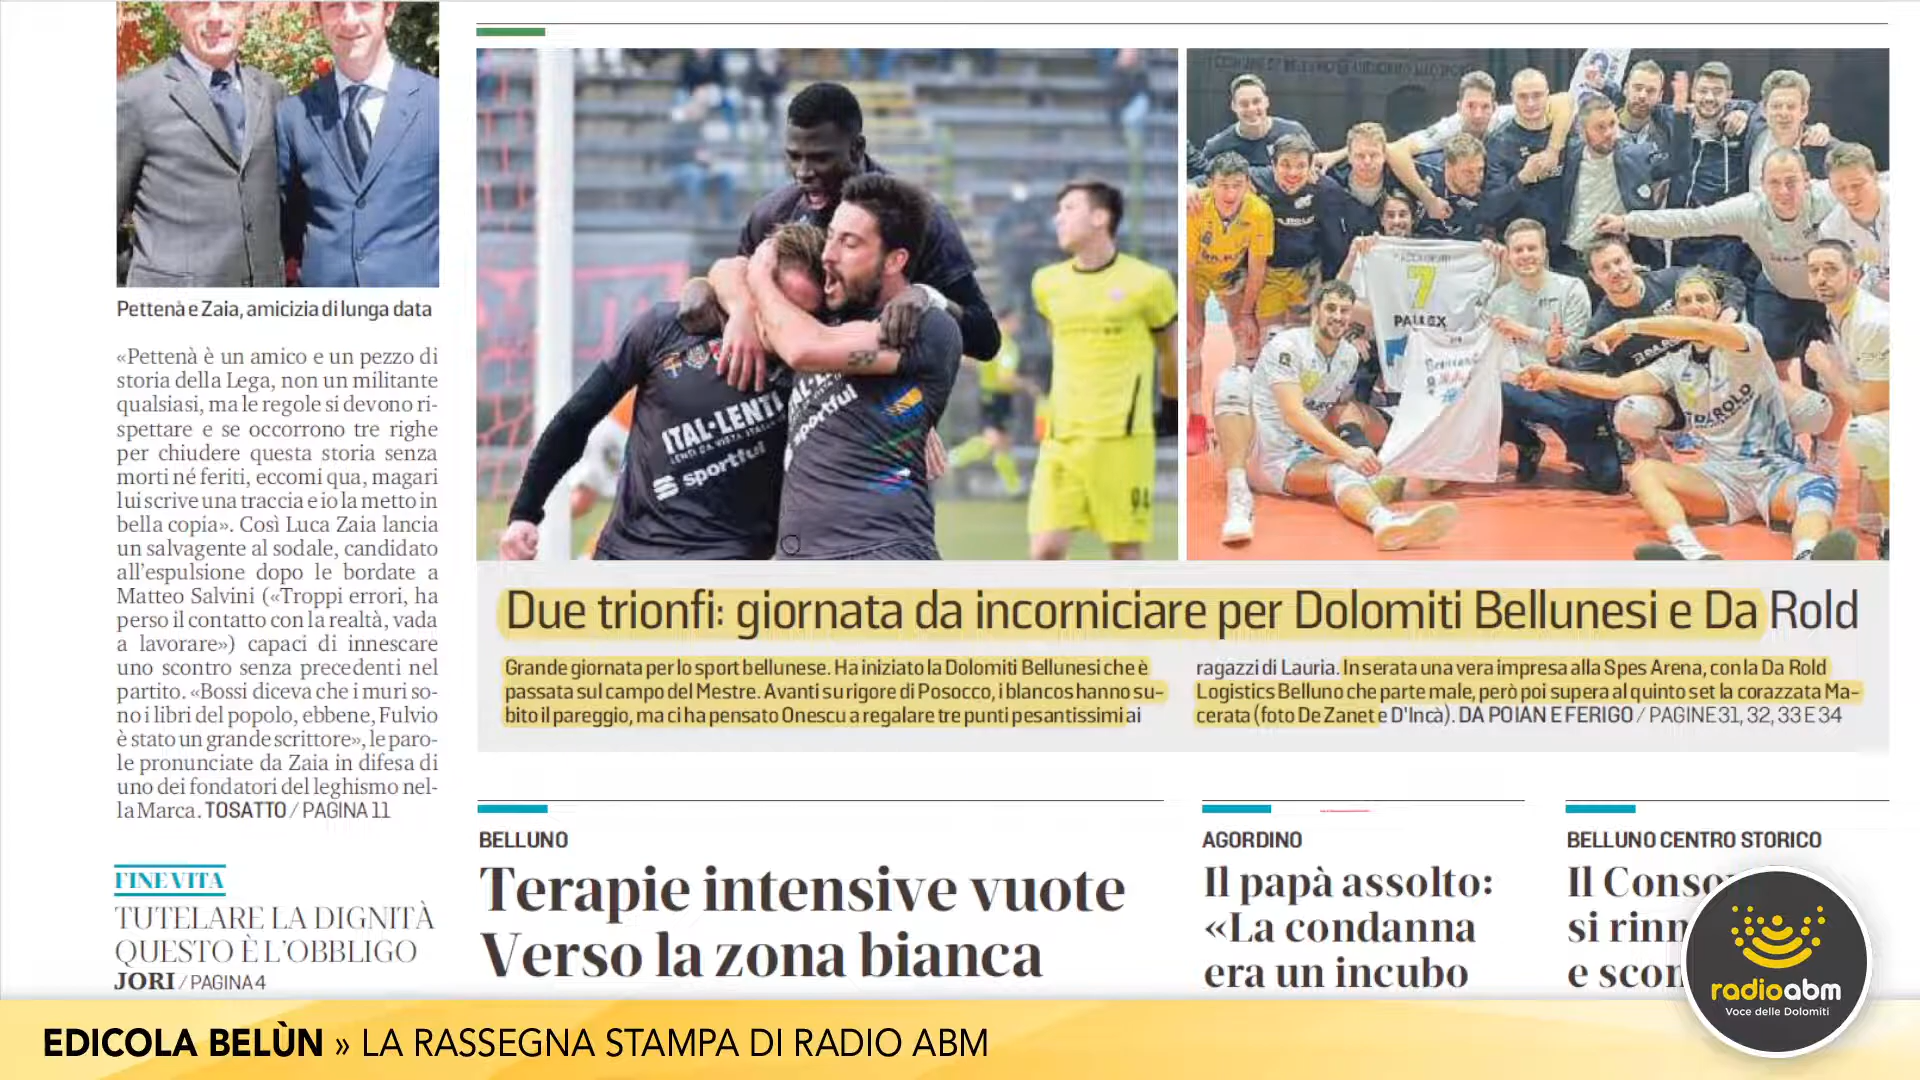 Pettenà e Zaia, amicizia di lunga data
«Pettenà è un amico e un pezzo di
storia della Lega, non un militante
qualsiasi, ma le regole si devono ri-
spettare e se occorrono tre righe
per chiudere questa storia senza
morti né feriti, eccomi qua, magari
lui scrive una traccia e io la metto in
bella copia». Così Luca Zaia lancia
un salvagente al sodale, candidato
all'espulsione dopo le bordate a
Matteo Salvini («Troppi errori, ha
perso il contatto con la realtà, vada
a lavorare») capaci di innescare
uno scontro senza precedenti nel
partito. «Bossi diceva che i muri so-
no i libri del popolo, ebbene, Fulvio
è stato un grande scrittore», le paro-
le pronunciate da Zaia in difesa di
uno dei fondatori del leghismo nel-
la Marca. TOSATTO / PAGINA 11
FINE VITA
TUTELARE LA DIGNITÀ
QUESTO È L'OBBLIGO
JORI / PAGINA 4
ITAL-LENTI
sportful
sportful
94
7
PALLEX
DA ROLD
Due trionfi: giornata da incorniciare per Dolomiti Bellunesi e Da Rold
Grande giornata per lo sport bellunese. Ha iniziato la Dolomiti Bellunesi che è
passata sul campo del Mestre. Avanti su rigore di Posocco, i blancos hanno su-
bito il pareggio, ma ci ha pensato Onescu a regalare tre punti pesantissimi ai
ragazzi di Lauria. In serata una vera impresa alla Spes Arena, con la Da Rold
Logistics Belluno che parte male, però poi supera al quinto set la corazzata Ma-
cerata (foto De Zanet e D'Incà). DA POIAN E FERIGO / PAGINE 31, 32, 33 E 34
BELLUNO
Terapie intensive vuote
Verso la zona bianca
AGORDINO
Il papà assolto:
«La condanna
era un incubo
BELLUNO CENTRO STORICO
Il Conso
si rinn
e scon
radioabm
Voce delle Dolomiti
EDICOLA BELÙN » LA RASSEGNA STAMPA DI RADIO ABM